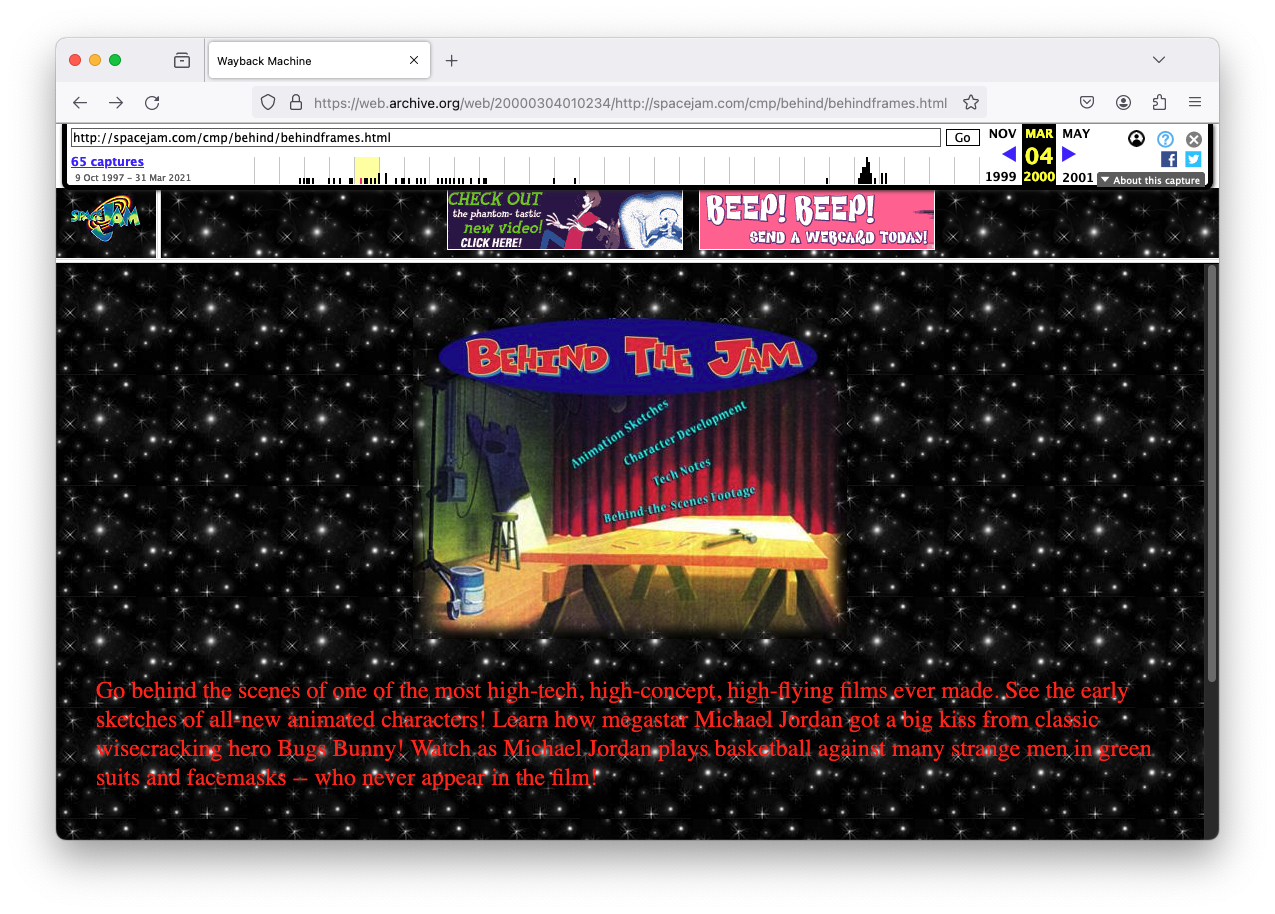 Wayback Machine
https://web.archive.org/web/20000304010234/http://spacejam.com/cmp/behind/behindframes.html
http://spacejam.com/cmp/behind/behindframes.html
Go
NOV MAR MAY
65 captures
04
9 Oct 1997 – 31 Mar 2021
1999 2000 2001
About this capture
SPACE JAM
CHECK OUT
the phantom- tastic
new video!
CLICK HERE!
BEEP! BEEP!
SEND A WEBCARD TODAY!
BEHIND THE JAM
Animation Sketches
Character Development
Tech Notes
Behind-the Scenes Footage
Go behind the scenes of one of the most high-tech, high-concept, high-flying films ever made. See the early
sketches of all-new animated characters! Learn how megastar Michael Jordan got a big kiss from classic
wisecracking hero Bugs Bunny! Watch as Michael Jordan plays basketball against many strange men in green
suits and facemasks -- who never appear in the film!